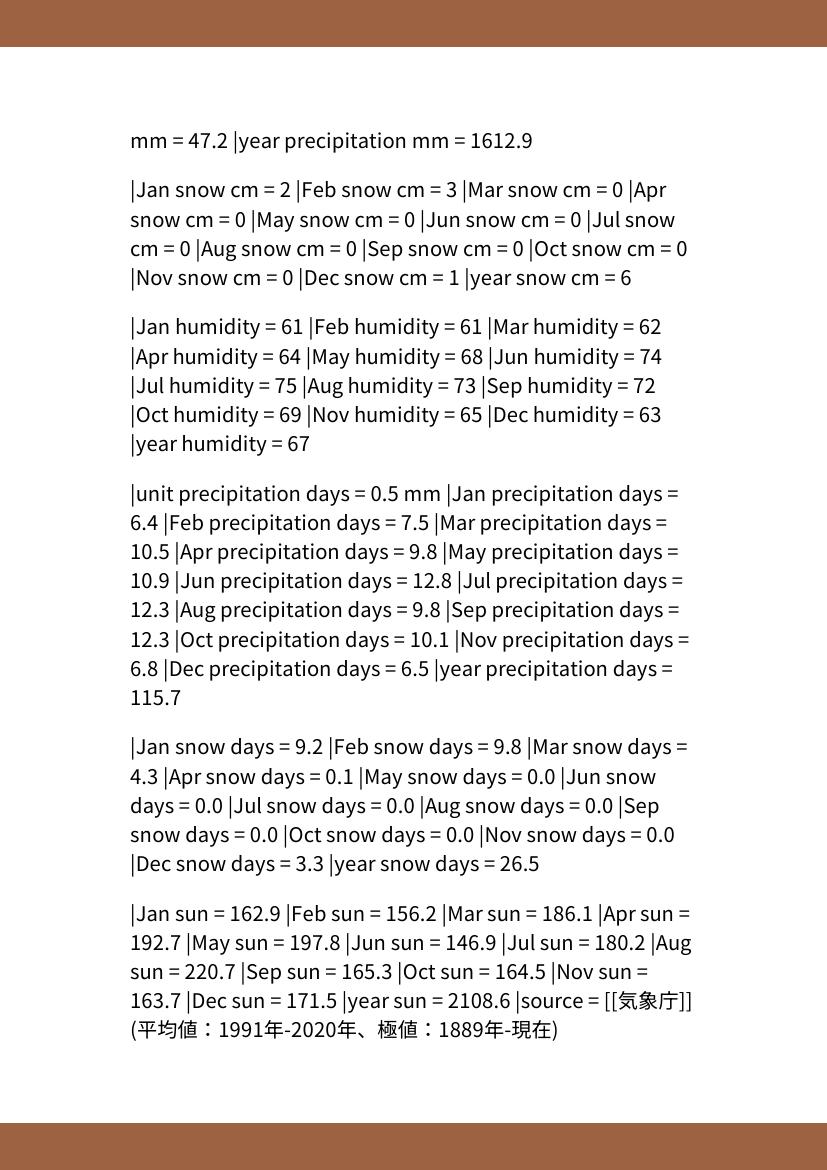 mm = 47.2 |year precipitation mm = 1612.9
|Jan snow cm = 2 |Feb snow cm = 3 |Mar snow cm = 0 |Apr
snow cm = 0 |May snow cm = 0 |Jun snow cm = 0 |Jul snow
cm = 0 |Aug snow cm = 0 |Sep snow cm = 0 |Oct snow cm = 0
|Nov snow cm = 0 |Dec snow cm = 1 |year snow cm = 6
|Jan humidity = 61 |Feb humidity = 61 |Mar humidity = 62
|Apr humidity = 64 |May humidity = 68 |Jun humidity = 74
|Jul humidity = 75 |Aug humidity = 73 |Sep humidity = 72
|Oct humidity = 69 |Nov humidity = 65 |Dec humidity = 63
|year humidity = 67
|unit precipitation days = 0.5 mm |Jan precipitation days =
6.4 |Feb precipitation days = 7.5 |Mar precipitation days =
10.5 |Apr precipitation days = 9.8 |May precipitation days =
10.9 |Jun precipitation days = 12.8 |Jul precipitation days =
12.3 |Aug precipitation days = 9.8 |Sep precipitation days =
12.3 |Oct precipitation days = 10.1 |Nov precipitation days =
6.8 |Dec precipitation days = 6.5 |year precipitation days =
115.7
|Jan snow days = 9.2 |Feb snow days = 9.8 |Mar snow days =
4.3 |Apr snow days = 0.1 |May snow days = 0.0 |Jun snow
days = 0.0 |Jul snow days = 0.0 |Aug snow days = 0.0 |Sep
snow days = 0.0 |Oct snow days = 0.0 |Nov snow days = 0.0
|Dec snow days = 3.3 |year snow days = 26.5
|Jan sun = 162.9 |Feb sun = 156.2 |Mar sun = 186.1 |Apr sun =
192.7 |May sun = 197.8 |Jun sun = 146.9 |Jul sun = 180.2 |Aug
sun = 220.7 |Sep sun = 165.3 |Oct sun = 164.5 |Nov sun =
163.7 |Dec sun = 171.5 |year sun = 2108.6 |source = [[気象庁]]
(平均値：1991年-2020年、極値：1889年-現在)